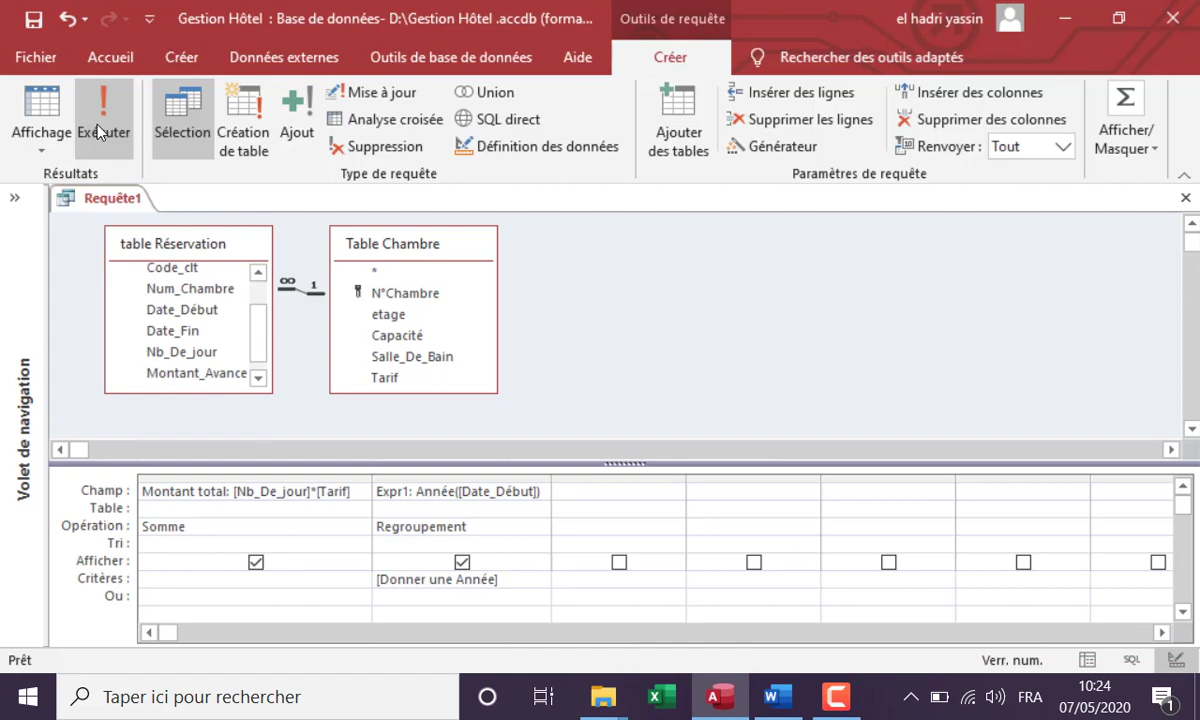 Gestion Hôtel : Base de données- D:\Gestion Hôtel .accdb (forma...
Outils de requête
el hadri yassin
Fichier Accueil Créer Données externes Outils de base de données Aide Créer Rechercher des outils adaptés
Affichage
Exécuter
Résultats
Sélection
Création de table
Ajout
Mise à jour
Analyse croisée
Suppression
Union
SQL direct
Définition des données
Type de requête
Ajouter des tables
Insérer des lignes
Supprimer les lignes
Générateur
Insérer des colonnes
Supprimer des colonnes
Renvoyer : Tout
Paramètres de requête
Σ
Afficher/
Masquer
»
Requête1
Volet de navigation
table Réservation
Code_clt
Num_Chambre
Date_Début
Date_Fin
Nb_De_jour
Montant_Avance
∞ 1
Table Chambre
*
N°Chambre
etage
Capacité
Salle_De_Bain
Tarif
Champ : Montant total: [Nb_De_jour]*[Tarif] Expr1: Année([Date_Début])
Table :
Opération : Somme Regroupement
Tri :
Afficher :
Critères : [Donner une Année]
Ou :
Prêt
Verr. num.
SQL
Taper ici pour rechercher
FRA
10:24
07/05/2020
1